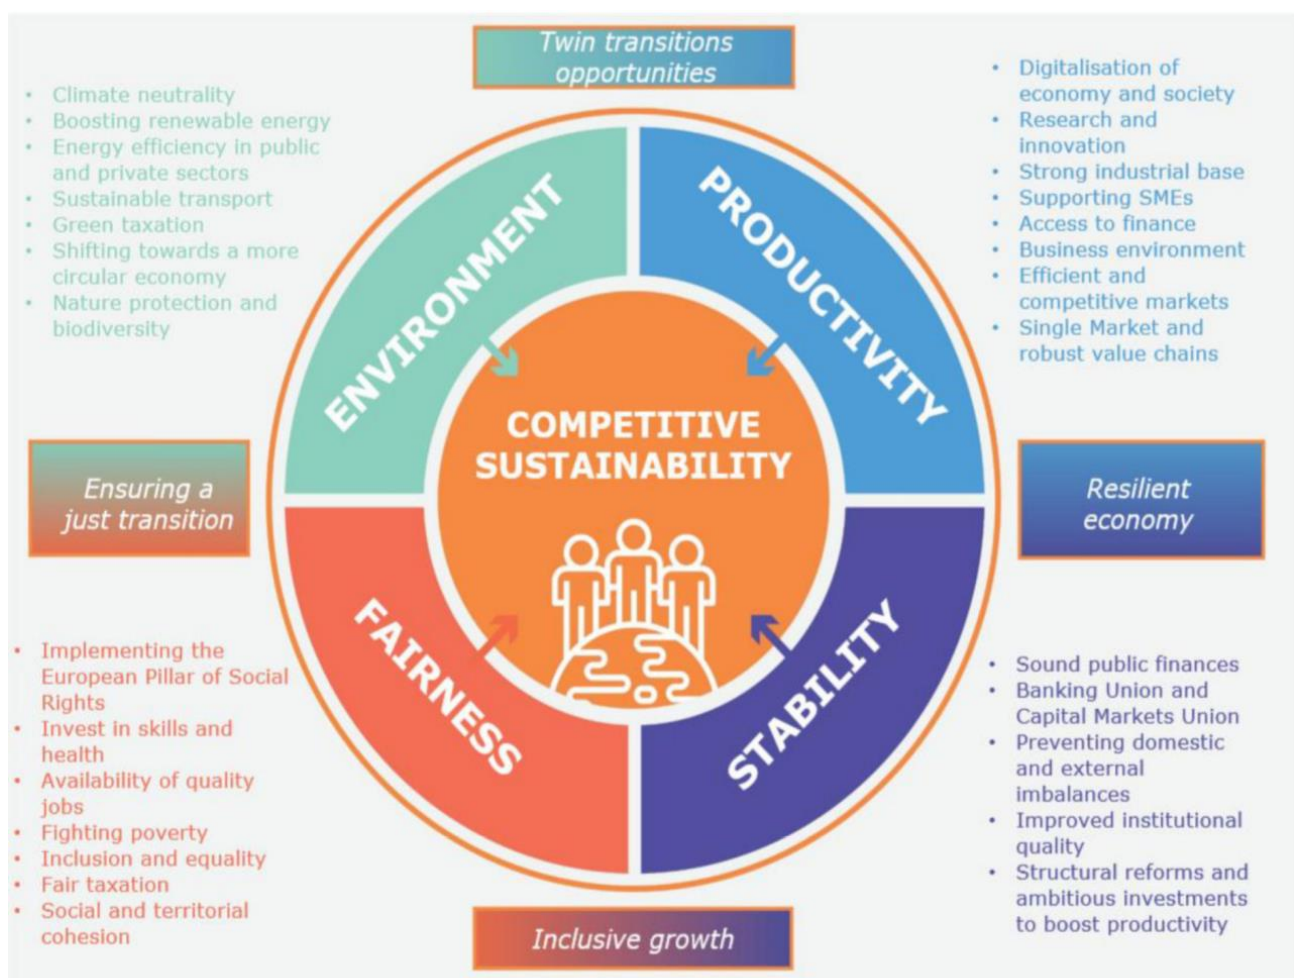 Twin transitions
opportunities
• Climate neutrality
• Boosting renewable energy
• Energy efficiency in public
and private sectors
• Sustainable transport
• Green taxation
• Shifting towards a more
circular economy
• Nature protection and
biodiversity
• Digitalisation of
economy and society
• Research and
innovation
• Strong industrial base
• Supporting SMEs
• Access to finance
• Business environment
• Efficient and
competitive markets
• Single Market and
robust value chains
ENVIRONMENT
PRODUCTIVITY
COMPETITIVE
SUSTAINABILITY
Ensuring a
just transition
Resilient
economy
FAIRNESS
STABILITY
• Implementing the
European Pillar of Social
Rights
• Invest in skills and
health
• Availability of quality
jobs
• Fighting poverty
• Inclusion and equality
• Fair taxation
• Social and territorial
cohesion
• Sound public finances
• Banking Union and
Capital Markets Union
• Preventing domestic
and external
imbalances
• Improved institutional
quality
• Structural reforms and
ambitious investments
to boost productivity
Inclusive growth